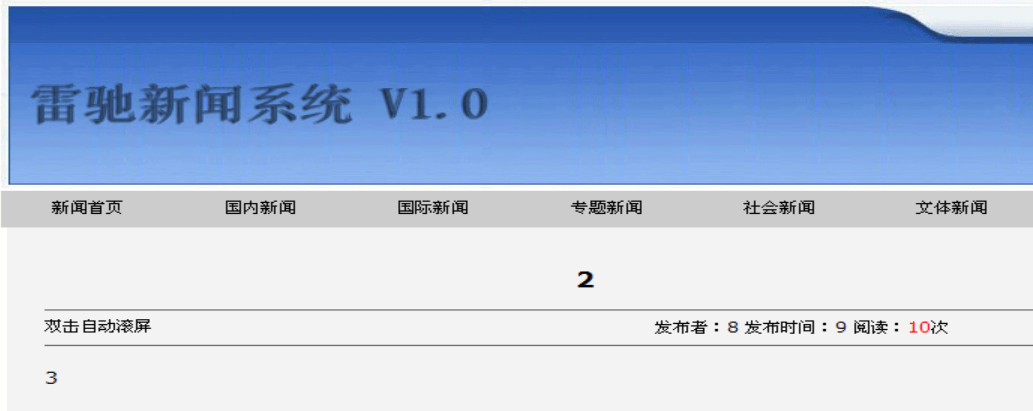 雷驰新闻系统 V1.0
新闻首页 国内新闻 国际新闻 专题新闻 社会新闻 文体新闻
2
双击自动滚屏 发布者：8 发布时间：9 阅读：10次
3